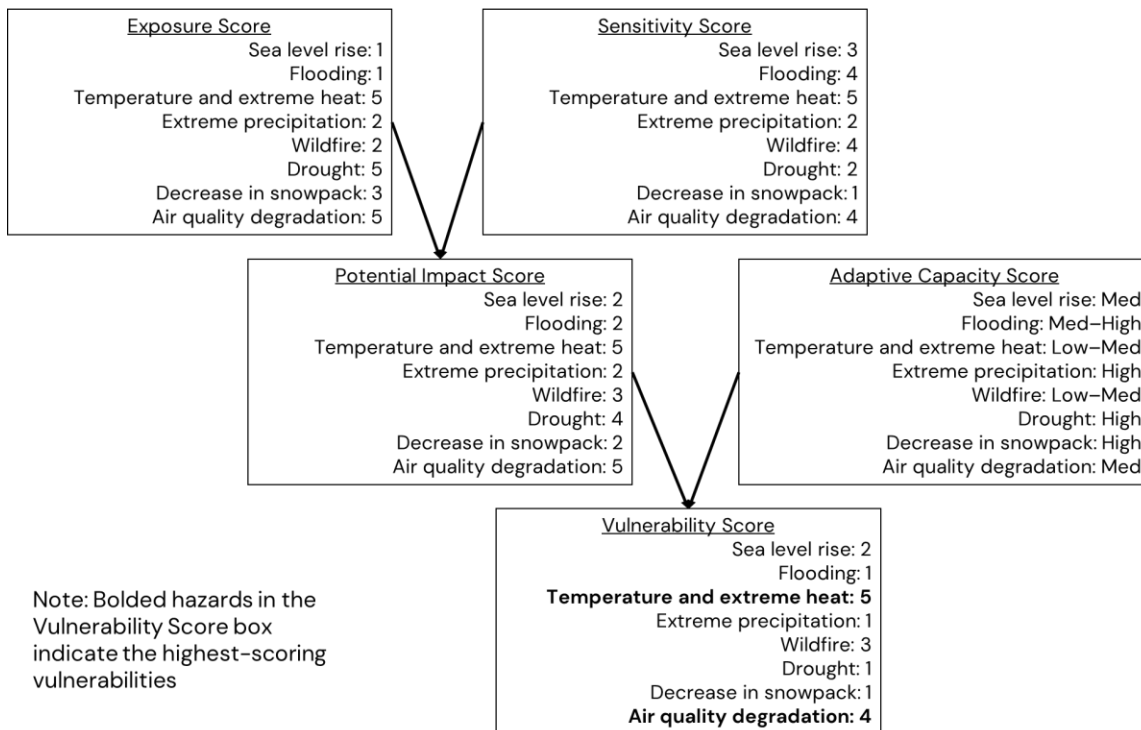 Exposure Score
Sea level rise: 1
Flooding: 1
Temperature and extreme heat: 5
Extreme precipitation: 2
Wildfire: 2
Drought: 5
Decrease in snowpack: 3
Air quality degradation: 5
Sensitivity Score
Sea level rise: 3
Flooding: 4
Temperature and extreme heat: 5
Extreme precipitation: 2
Wildfire: 4
Drought: 2
Decrease in snowpack: 1
Air quality degradation: 4
Potential Impact Score
Sea level rise: 2
Flooding: 2
Temperature and extreme heat: 5
Extreme precipitation: 2
Wildfire: 3
Drought: 4
Decrease in snowpack: 2
Air quality degradation: 5
Adaptive Capacity Score
Sea level rise: Med
Flooding: Med–High
Temperature and extreme heat: Low–Med
Extreme precipitation: High
Wildfire: Low–Med
Drought: High
Decrease in snowpack: High
Air quality degradation: Med
Vulnerability Score
Sea level rise: 2
Flooding: 1
Temperature and extreme heat: 5
Extreme precipitation: 1
Wildfire: 3
Drought: 1
Decrease in snowpack: 1
Air quality degradation: 4
Note: Bolded hazards in the
Vulnerability Score box
indicate the highest-scoring
vulnerabilities